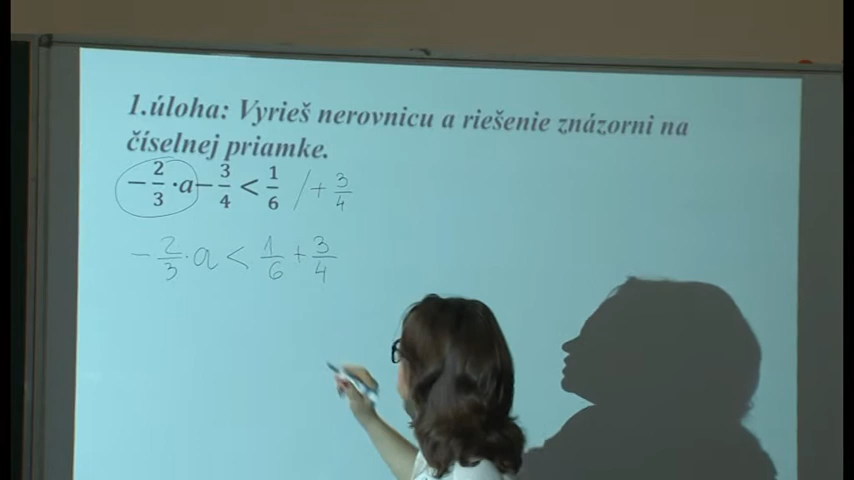 1.úloha: Vyrieš nerovnicu a riešenie znázorni na
číselnej priamke.
-2/3·a-3/4<1/6 /+3/4
-2/3·a<1/6+3/4